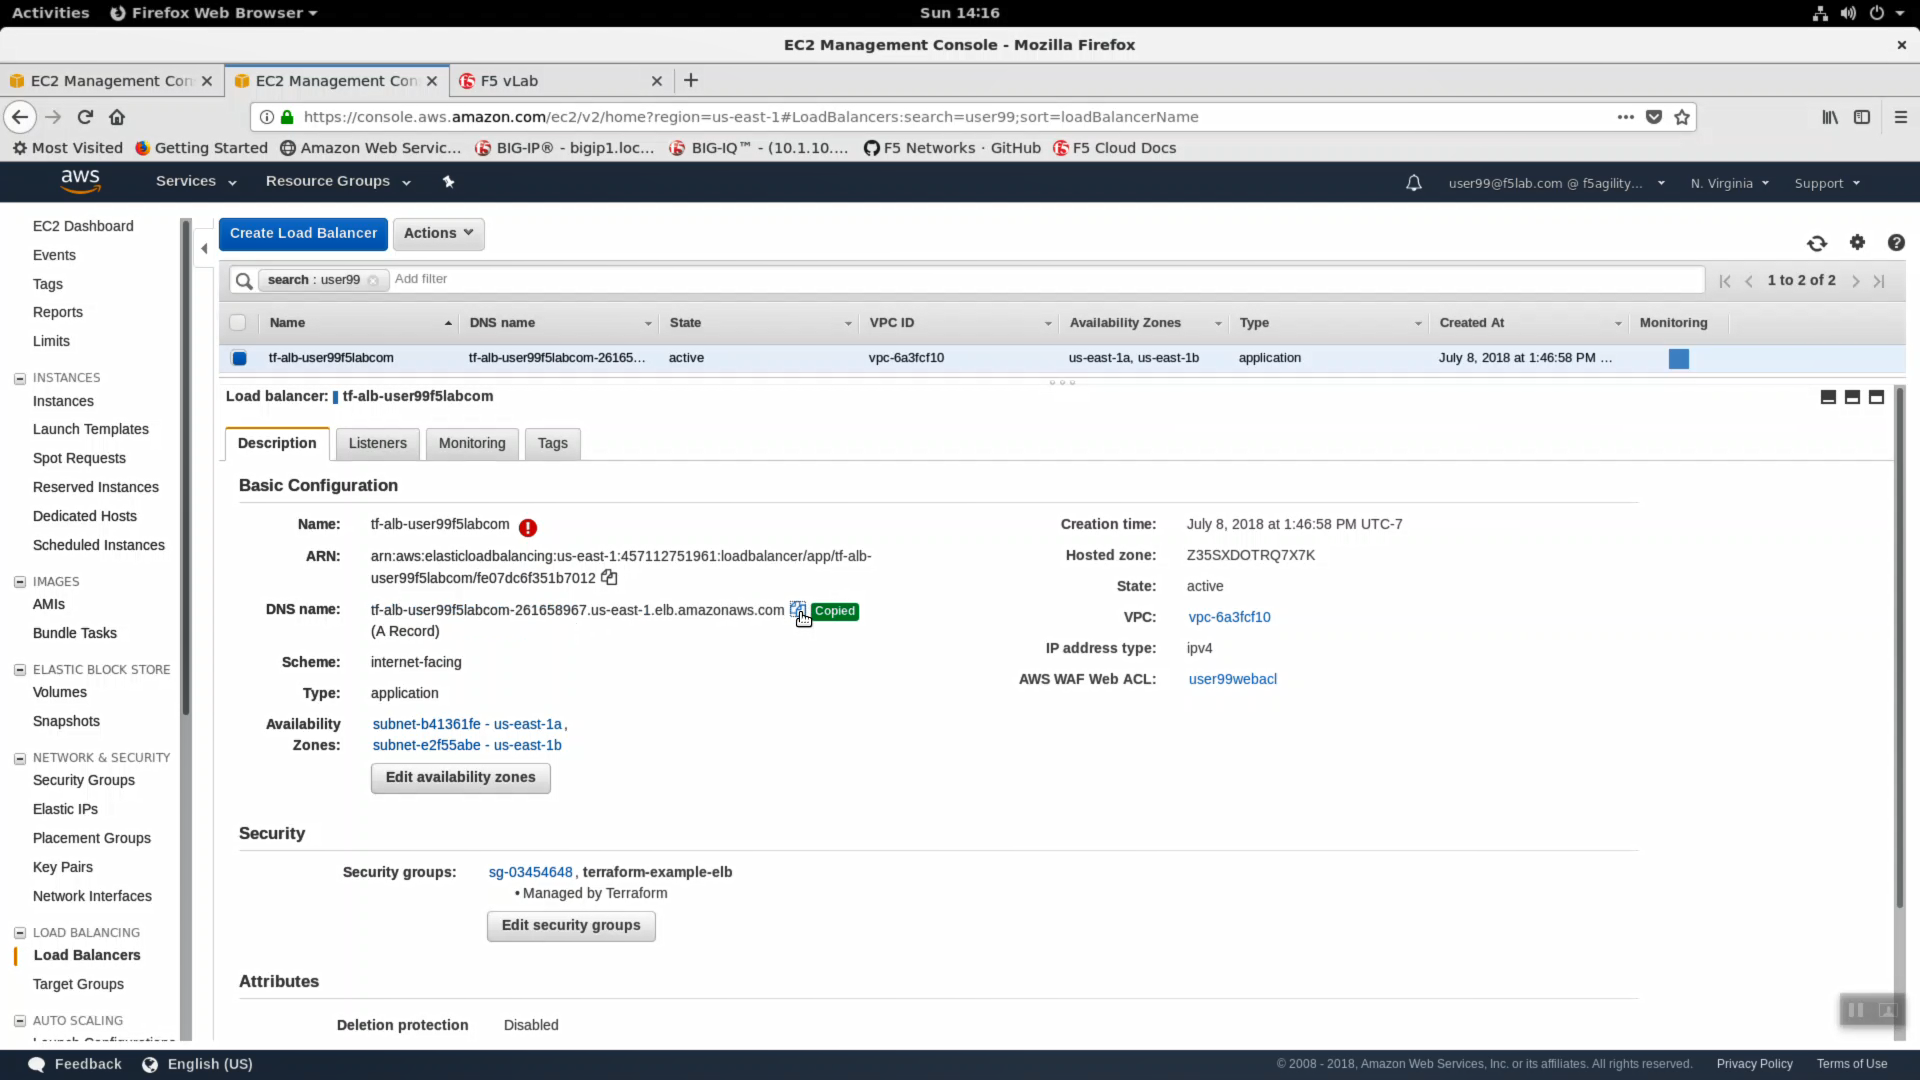 Activities Firefox Web Browser Sun 14:16
EC2 Management Console - Mozilla Firefox
EC2 Management Con EC2 Management Con F5 vLab
https://console.aws.amazon.com/ec2/v2/home?region=us-east-1#LoadBalancers:search=user99;sort=loadBalancerName
Most Visited Getting Started Amazon Web Servic... BIG-IP® - bigip1.loc... BIG-IQ™ - (10.1.10.... F5 Networks · GitHub F5 Cloud Docs
aws Services Resource Groups user99@f5lab.com @ f5agility... N. Virginia Support
EC2 Dashboard
Events
Tags
Reports
Limits
INSTANCES
Instances
Launch Templates
Spot Requests
Reserved Instances
Dedicated Hosts
Scheduled Instances
IMAGES
AMIs
Bundle Tasks
ELASTIC BLOCK STORE
Volumes
Snapshots
NETWORK & SECURITY
Security Groups
Elastic IPs
Placement Groups
Key Pairs
Network Interfaces
LOAD BALANCING
Load Balancers
Target Groups
AUTO SCALING
Launch Configurations
Create Load Balancer Actions
search : user99 Add filter 1 to 2 of 2
Name DNS name State VPC ID Availability Zones Type Created At Monitoring
tf-alb-user99f5labcom tf-alb-user99f5labcom-26165... active vpc-6a3fcf10 us-east-1a, us-east-1b application July 8, 2018 at 1:46:58 PM ...
Load balancer: tf-alb-user99f5labcom
Description Listeners Monitoring Tags
Basic Configuration
Name: tf-alb-user99f5labcom
ARN: arn:aws:elasticloadbalancing:us-east-1:457112751961:loadbalancer/app/tf-alb-
user99f5labcom/fe07dc6f351b7012
DNS name: tf-alb-user99f5labcom-261658967.us-east-1.elb.amazonaws.com Copied
(A Record)
Scheme: internet-facing
Type: application
Availability subnet-b41361fe - us-east-1a,
Zones: subnet-e2f55abe - us-east-1b
Edit availability zones
Creation time: July 8, 2018 at 1:46:58 PM UTC-7
Hosted zone: Z35SXDOTRQ7X7K
State: active
VPC: vpc-6a3fcf10
IP address type: ipv4
AWS WAF Web ACL: user99webacl
Security
Security groups: sg-03454648, terraform-example-elb
• Managed by Terraform
Edit security groups
Attributes
Deletion protection Disabled
Feedback English (US) © 2008 - 2018, Amazon Web Services, Inc. or its affiliates. All rights reserved. Privacy Policy Terms of Use